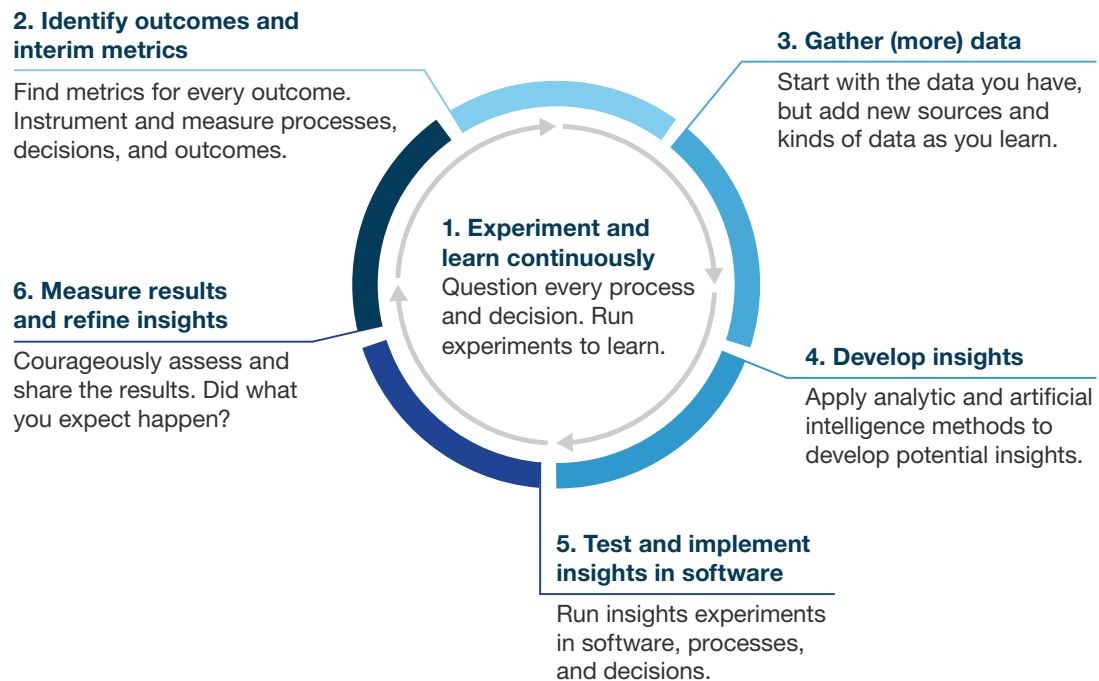 1. Experiment and
learn continuously
Question every process
and decision. Run
experiments to learn.
2. Identify outcomes and
interim metrics
Find metrics for every outcome.
Instrument and measure processes,
decisions, and outcomes.
3. Gather (more) data
Start with the data you have,
but add new sources and
kinds of data as you learn.
4. Develop insights
Apply analytic and artificial
intelligence methods to
develop potential insights.
5. Test and implement
insights in software
Run insights experiments
in software, processes,
and decisions.
6. Measure results
and refine insights
Courageously assess and
share the results. Did what
you expect happen?